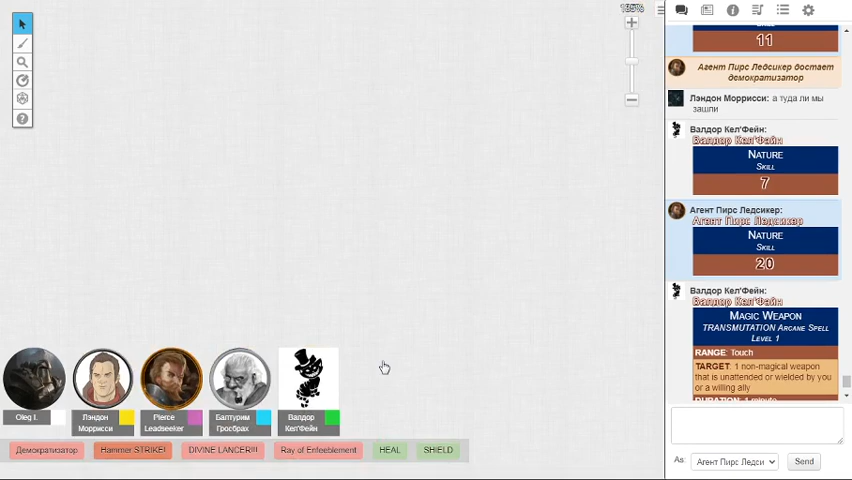 165%
11
Агент Пирс Ледсикер достает
демократизатор
Лэндон Моррисси: а туда ли мы
зашли
Валдор Кел'Фейн:
Валдор Кел'Фейн
NATURE
SKILL
7
Агент Пирс Ледсикер:
Агент Пирс Ледсикер
NATURE
SKILL
20
Валдор Кел'Фейн:
Валдор Кел'Фейн
MAGIC WEAPON
TRANSMUTATION ARCANE SPELL
LEVEL 1
RANGE: Touch
TARGET: 1 non-magical weapon
that is unattended or wielded by you
or a willing ally
DURATION: 1 minute
As: Агент Пирс Ледси
Send
Oleg I.
Лэндон
Моррисси
Pierce
Leadseeker
Балтурим
Гросбрах
Валдор
Кел'Фейн
Демократизатор
Hammer STRIKE!
DIVINE LANCER!!!
Ray of Enfeeblement
HEAL
SHIELD